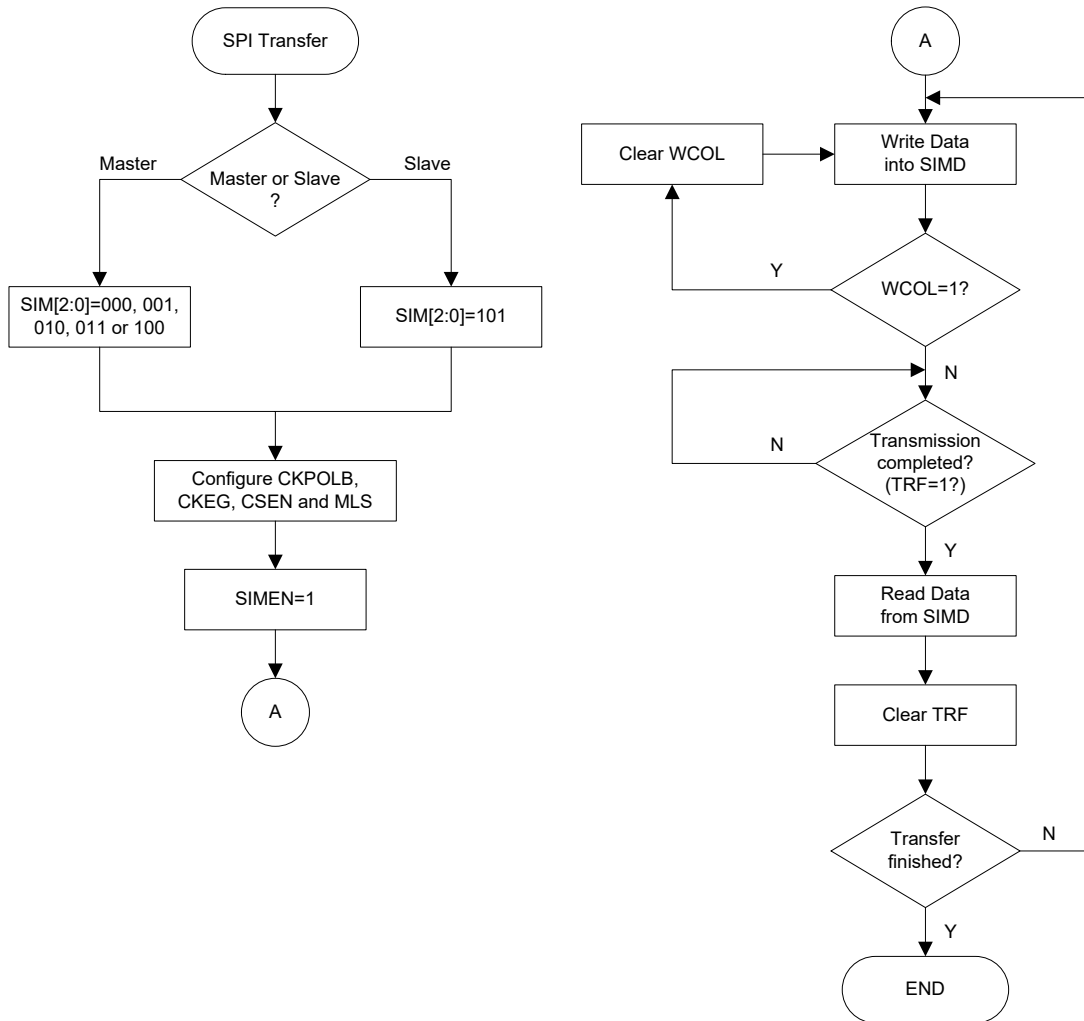 SPI Transfer
Master
Master or Slave
?
Slave
SIM[2:0]=000, 001,
010, 011 or 100
SIM[2:0]=101
Configure CKPOLB,
CKEG, CSEN and MLS
SIMEN=1
A
A
Clear WCOL
Write Data
into SIMD
Y
WCOL=1?
N
N
Transmission
completed?
(TRF=1?)
Y
Read Data
from SIMD
Clear TRF
Transfer
finished?
N
Y
END